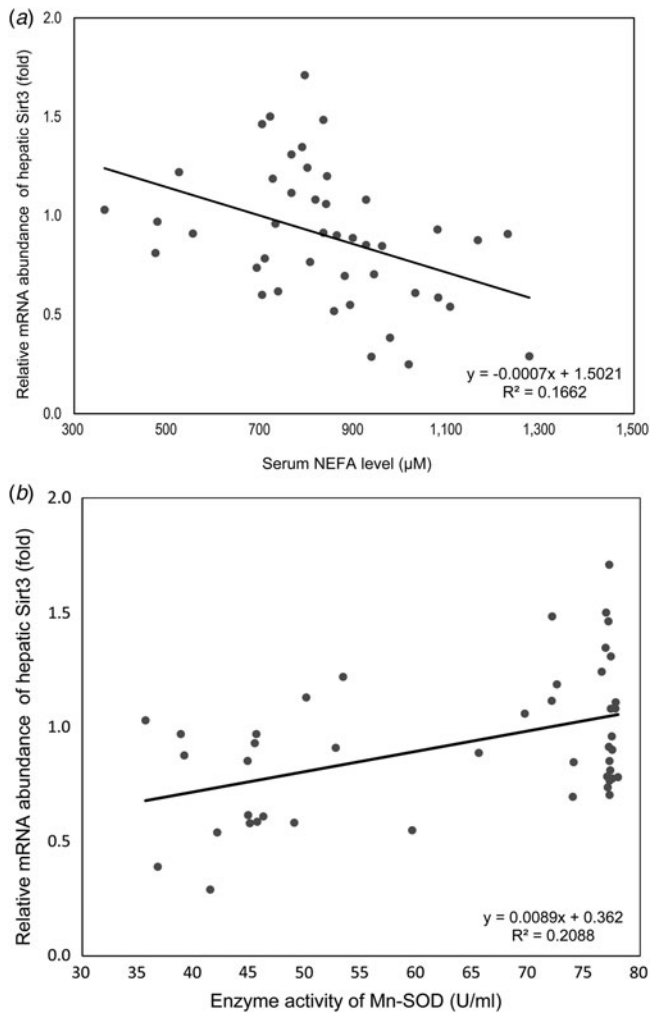 (a)
2.0
1.5
1.0
0.5
0.0
Relative mRNA abundance of hepatic Sirt3 (fold)
y = -0.0007x + 1.5021
R² = 0.1662
300 500 700 900 1,100 1,300 1,500
Serum NEFA level (μM)
(b)
2.0
1.5
1.0
0.5
0.0
Relative mRNA abundance of hepatic Sirt3 (fold)
y = 0.0089x + 0.362
R² = 0.2088
30 35 40 45 50 55 60 65 70 75 80
Enzyme activity of Mn-SOD (U/ml)